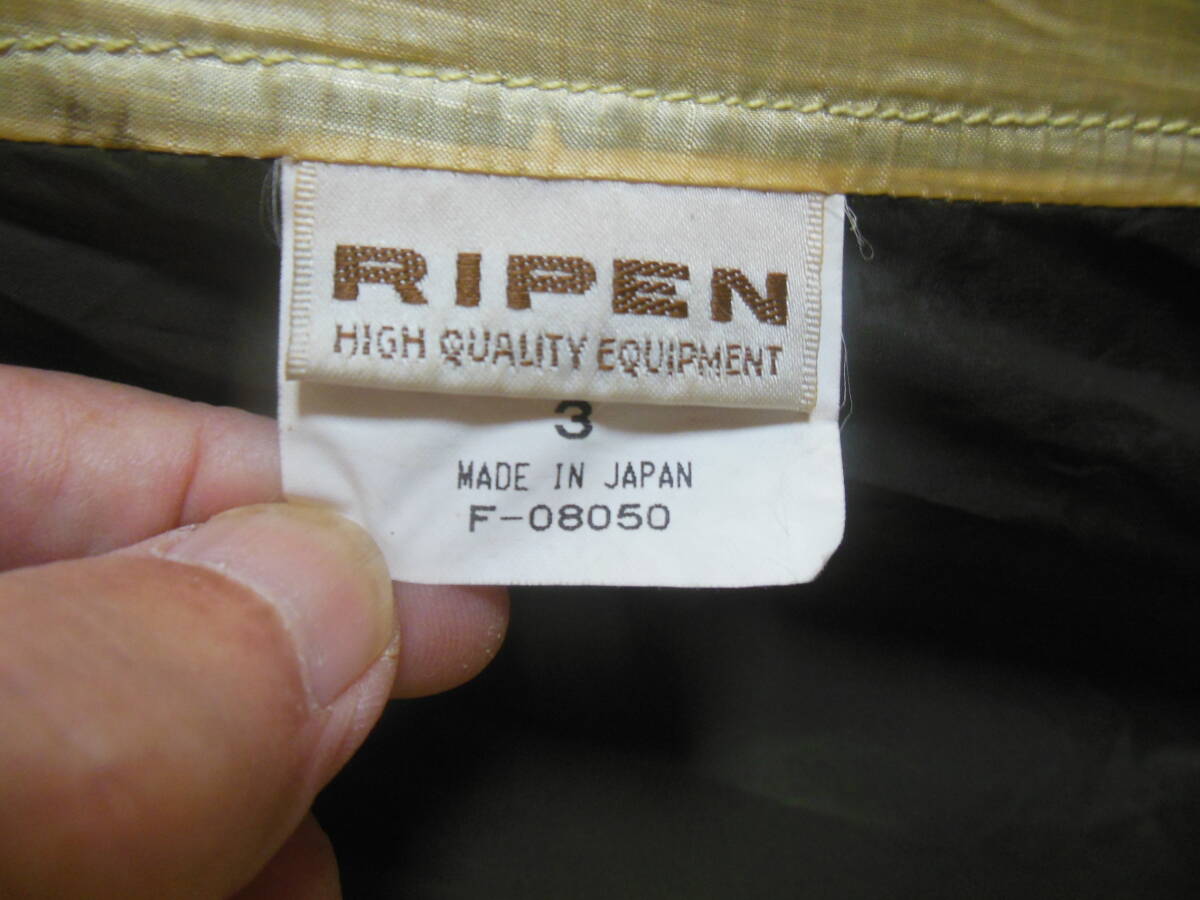 RIPEN
HIGH QUALITY EQUIPMENT
3
MADE IN JAPAN
F-08050